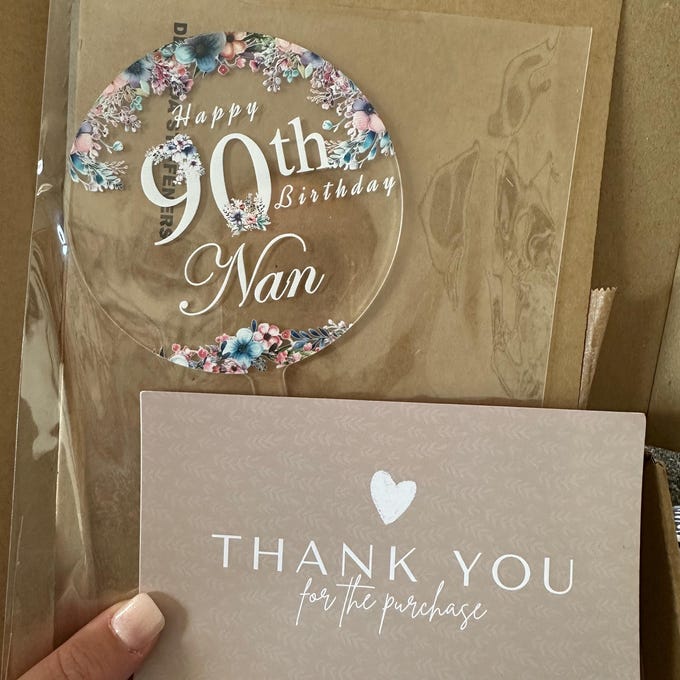 Happy
90th
Birthday
Nan
THANK YOU
for the purchase